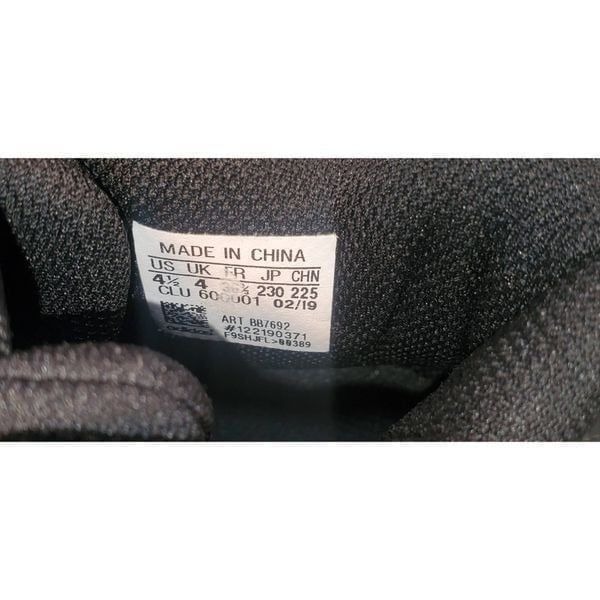 MADE IN CHINA
US UK FR JP CHN
4½ 4 36⅔ 230 225
CLU 600001 02/19
ART BB7692
adidas #122190371
F9SHJFL>00389